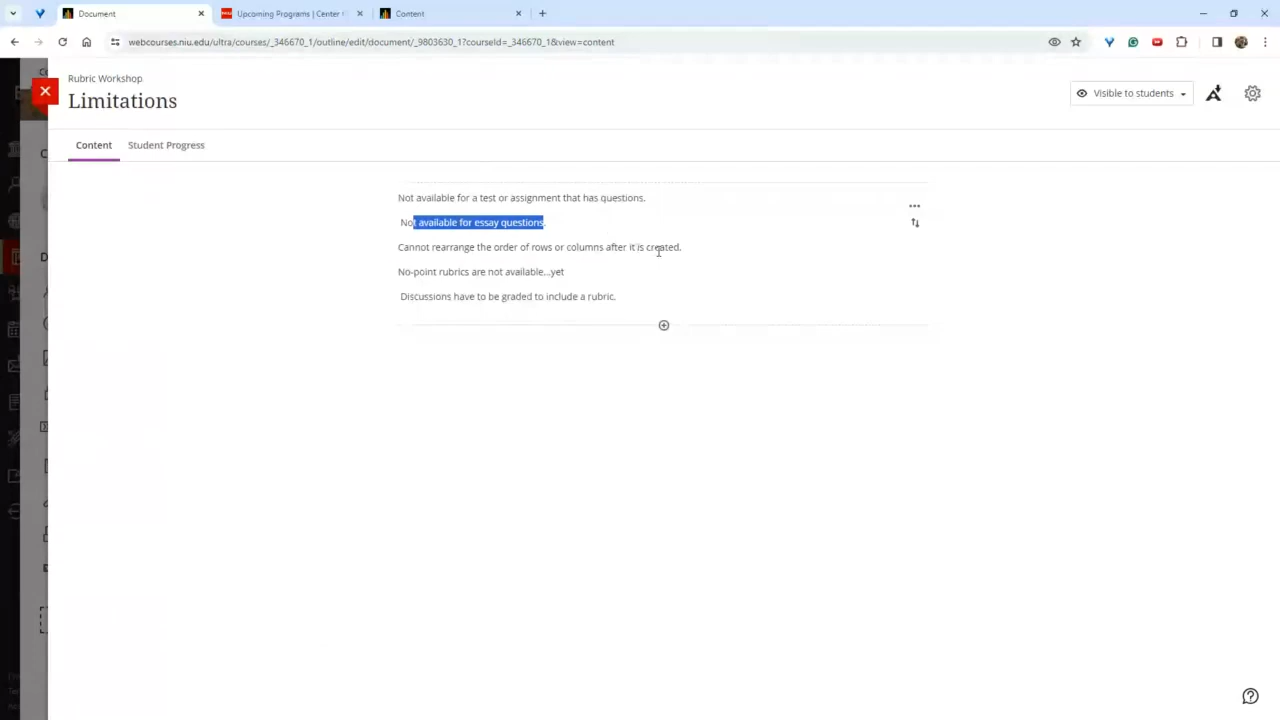 Document
Upcoming Programs | Center
Content
webcourses.niu.edu/ultra/courses/_346670_1/outline/edit/document/_9803630_1?courseId=_346670_1&view=content
Rubric Workshop
Limitations
Visible to students
Content
Student Progress
Not available for a test or assignment that has questions.
Not available for essay questions.
Cannot rearrange the order of rows or columns after it is created.
No-point rubrics are not available...yet
Discussions have to be graded to include a rubric.